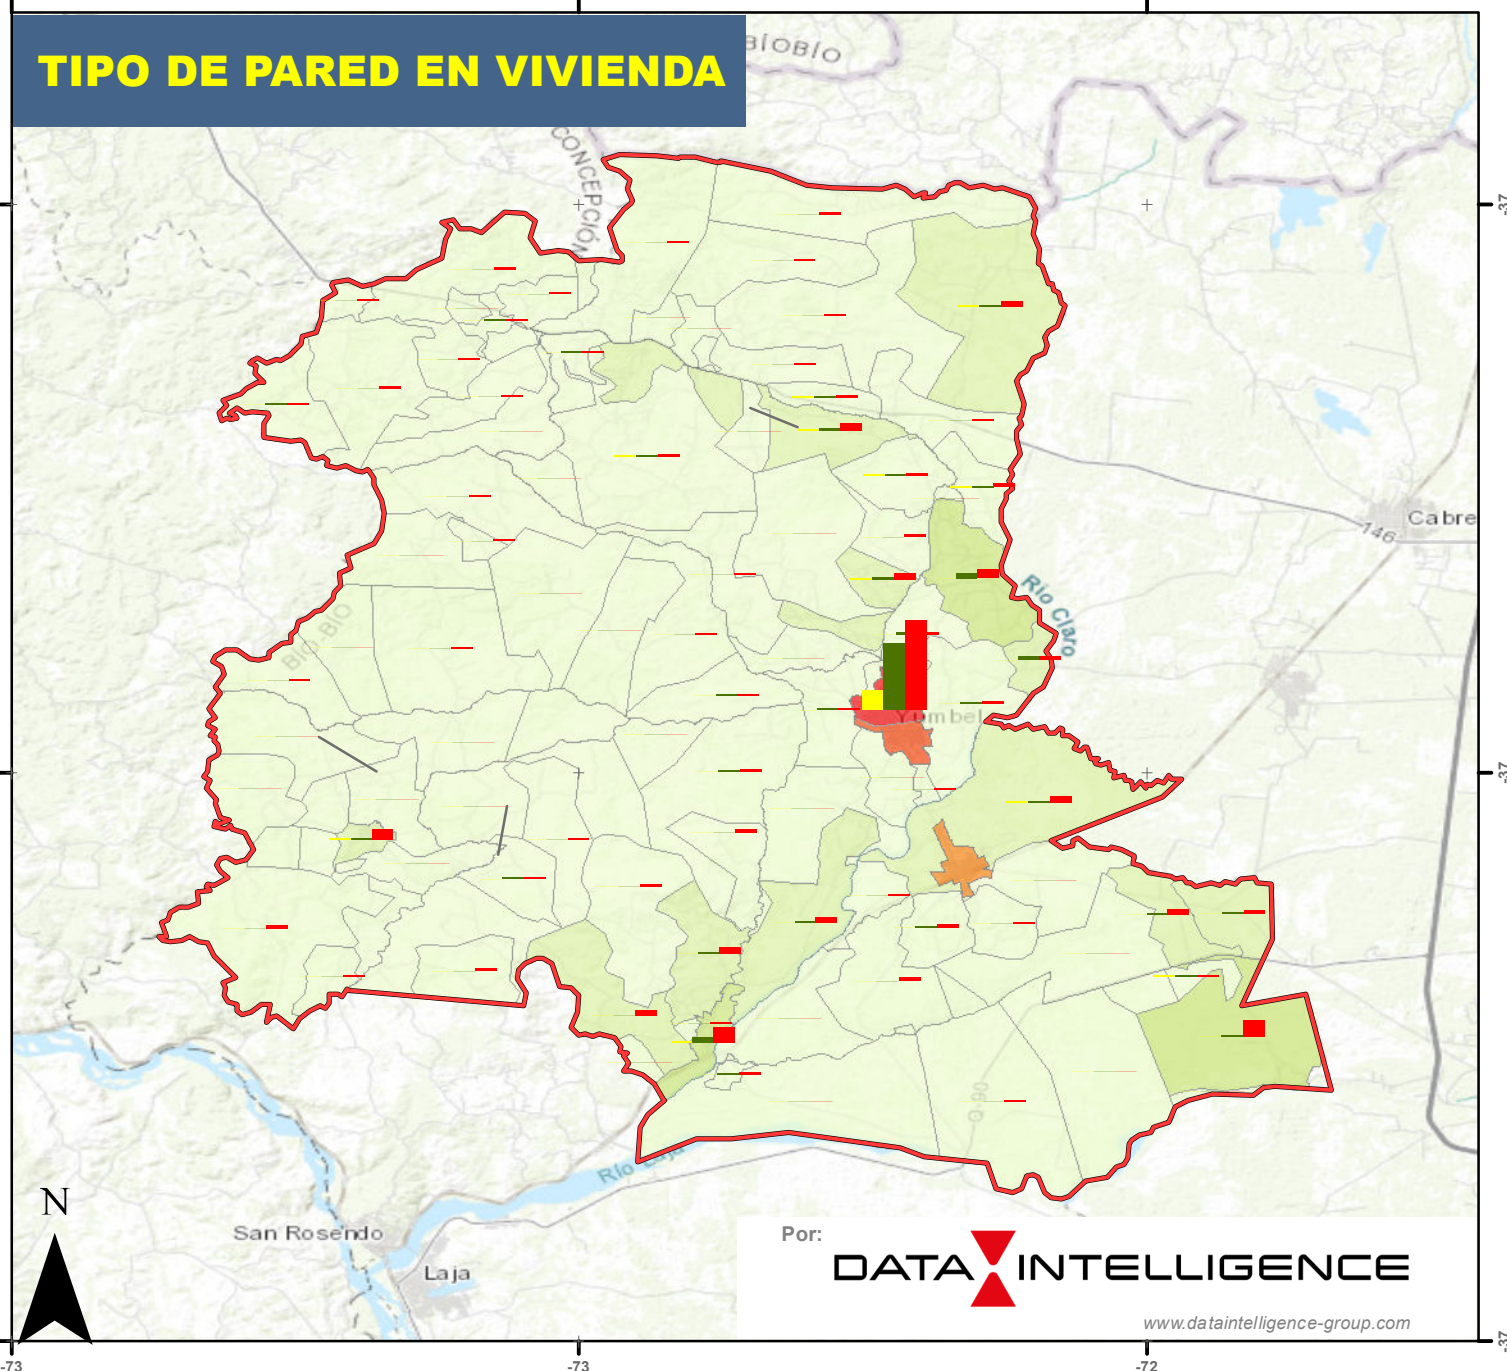 TIPO DE PARED EN VIVIENDA
BÍOBÍO
CONCEPCIÓN
-37
146
Cabre
Río Claro
BÍO BÍO
Yumbel
-37
Q-90
Río Laja
N
San Rosendo
Laja
Por:
DATA INTELLIGENCE
www.dataintelligence-group.com
-37
-73
-73
-72